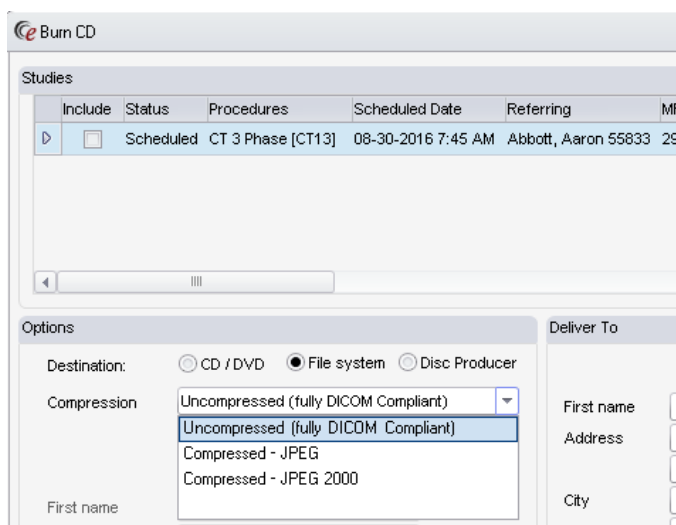 Burn CD
Studies
Include Status Procedures Scheduled Date Referring
Scheduled CT 3 Phase [CT13] 08-30-2016 7:45 AM Abbott, Aaron 55833 29
Options Deliver To
Destination: CD / DVD File system Disc Producer
Compression Uncompressed (fully DICOM Compliant) First name
Uncompressed (fully DICOM Compliant) Address
Compressed - JPEG
Compressed - JPEG 2000
First name City